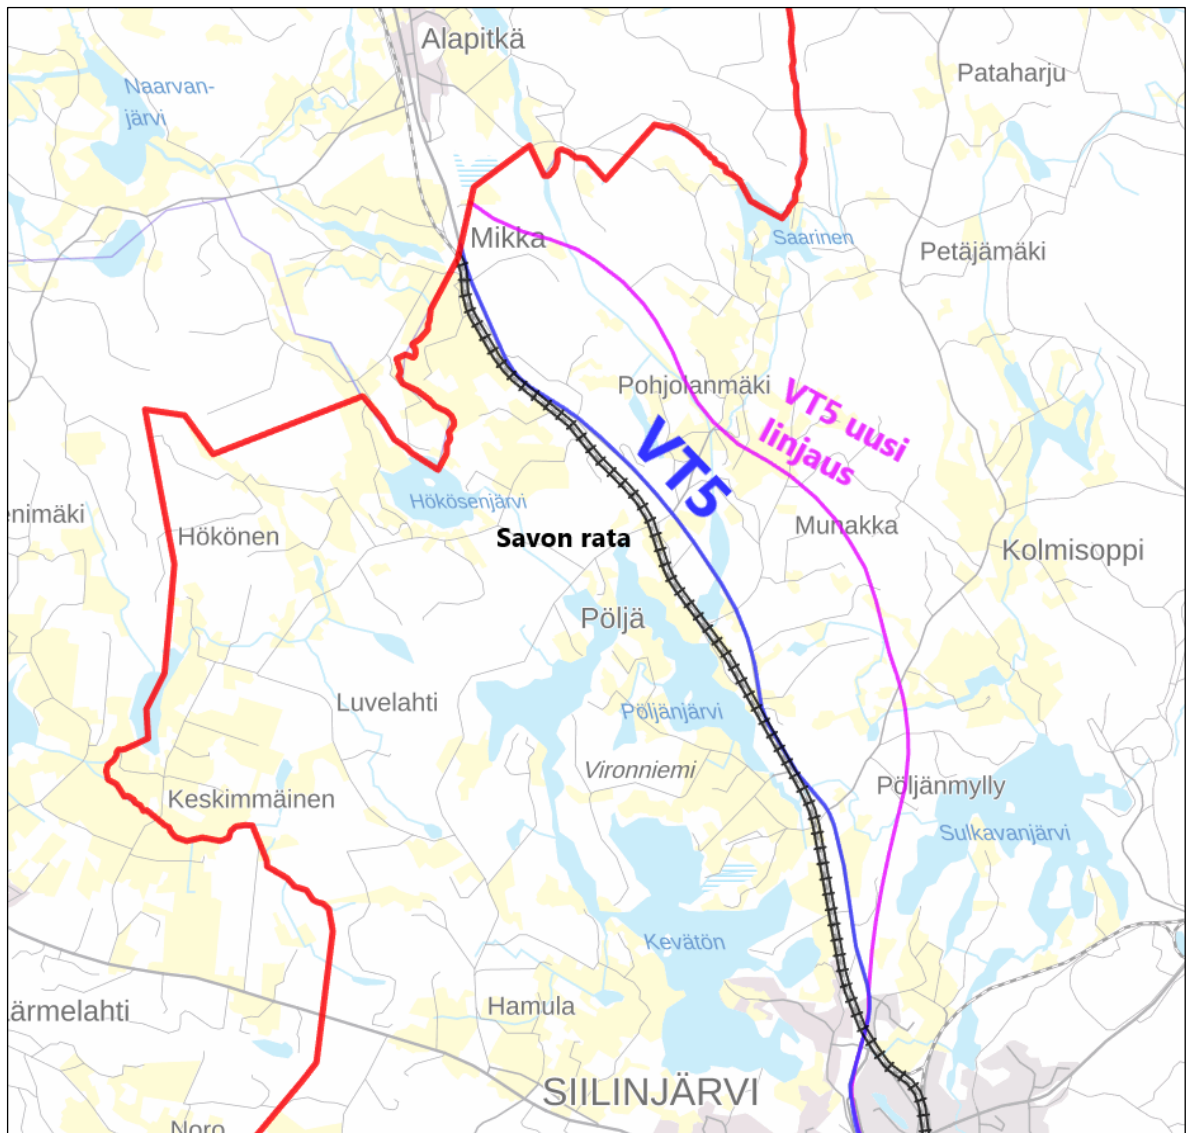 Alapitkä
Pataharju
Naarvan-
järvi
Mikka
Saarinen
Petäjämäki
Pohjolanmäki
VT5 uusi
linjaus
VT5
Hökösenjärvi
enimäki
Hökönen
Savon rata
Munakka
Kolmisoppi
Pöljä
Luvelahti
Pöljänjärvi
Vironniemi
Keskimmäinen
Pöljänmylly
Sulkavanjärvi
Kevätön
ärmelahti
Hamula
SIILINJÄRVI
Noro